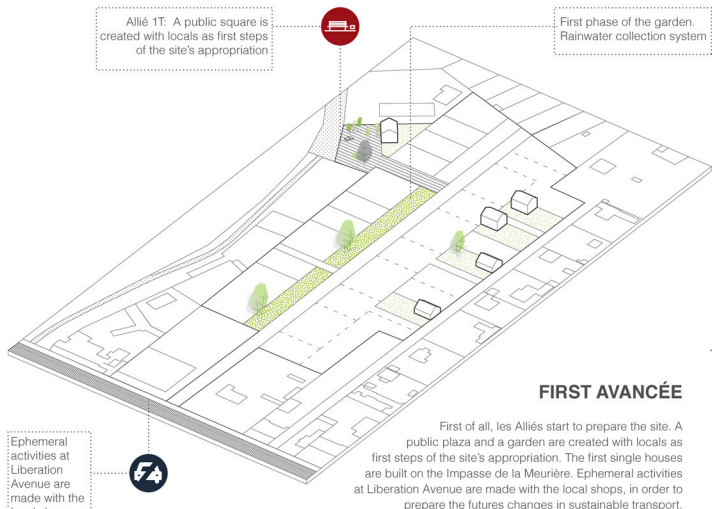 Allié 1T:  A public square is
created with locals as first steps
of the site's appropriation
First phase of the garden.
Rainwater collection system
FIRST AVANCÉE
First of all, les Alliés start to prepare the site. A
public plaza and a garden are created with locals as
first steps of the site's appropriation. The first single houses
are built on the Impasse de la Meurière. Ephemeral activities
at Liberation Avenue are made with the local shops, in order to
prepare the futures changes in sustainable transport.
Ephemeral
activities at
Liberation
Avenue are
made with the